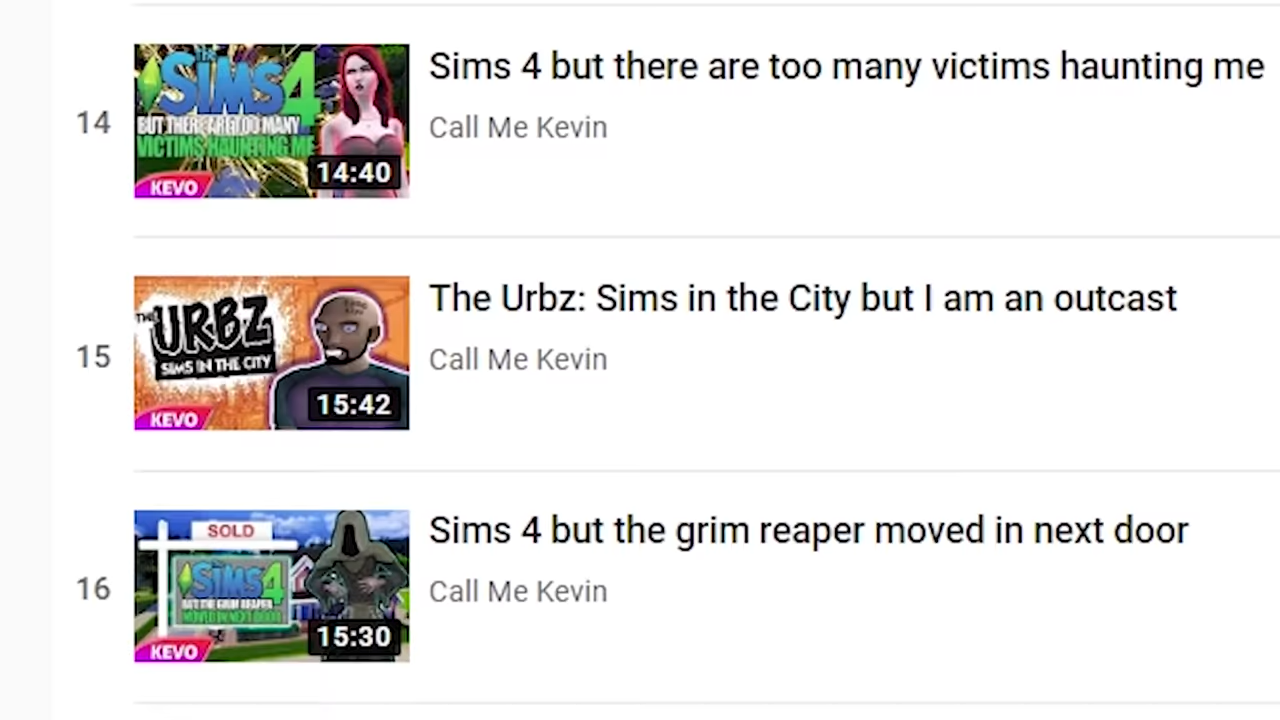 14
THE
SIMS 4
BUT THERE ARE TOO MANY
VICTIMS HAUNTING ME
KEVO
14:40
Sims 4 but there are too many victims haunting me
Call Me Kevin
15
THE
URBZ
SIMS IN THE CITY
KEVO
15:42
The Urbz: Sims in the City but I am an outcast
Call Me Kevin
16
SOLD
SIMS 4
BUT THE GRIM REAPER
MOVED IN NEXT DOOR
KEVO
15:30
Sims 4 but the grim reaper moved in next door
Call Me Kevin